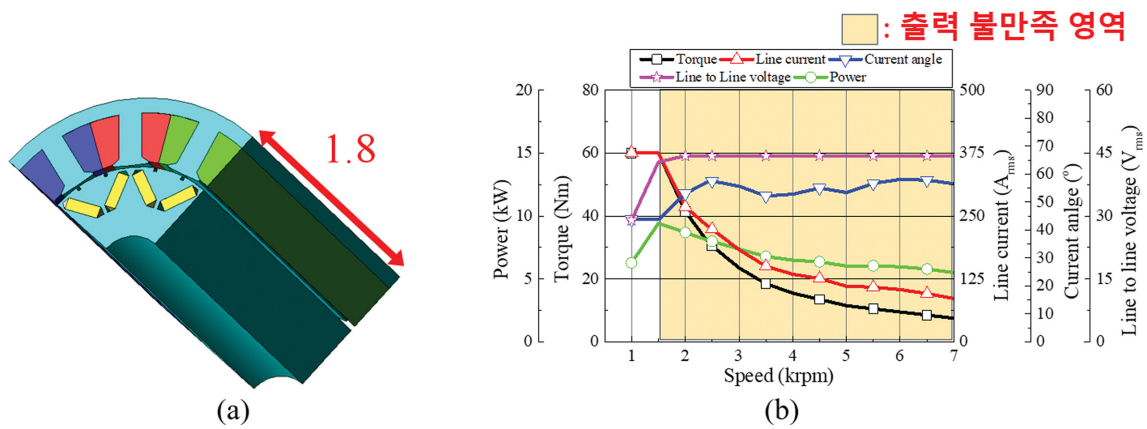 : 출력 불만족 영역
Torque Line current Current angle
Line to Line voltage Power
1.8
20 80 500 90 60
80
15 60 375 70 45
60
50
10 40 250 40 30
30
5 20 125 20 15
10
0 0 0 0 0
1 2 3 4 5 6 7
Speed (krpm)
Power (kW)
Torque (Nm)
Line current (Arms)
Current anlge (°)
Line to line voltage (Vrms)
(a) (b)